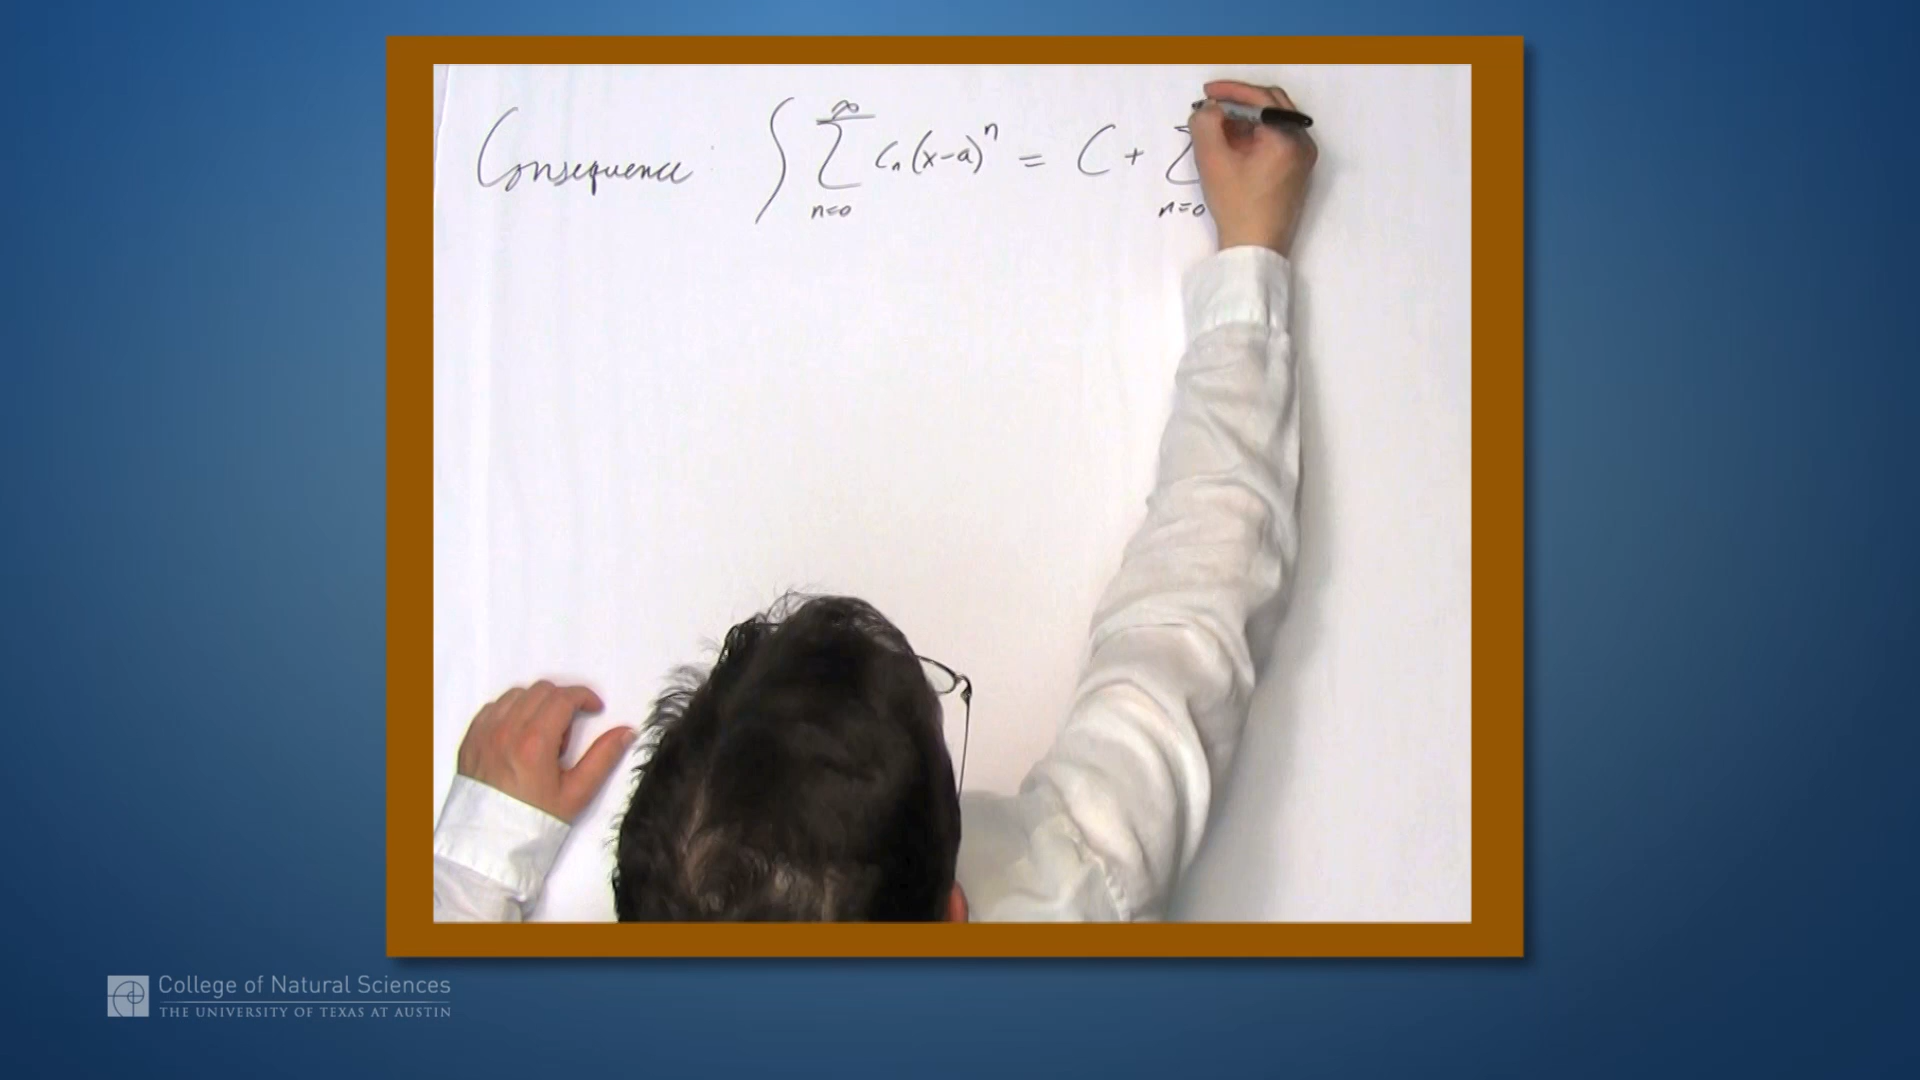 Consequence: ∫ ∑_{n=0}^{∞} c_n (x-a)^n = C + ∑_{n=0}
College of Natural Sciences
THE UNIVERSITY OF TEXAS AT AUSTIN